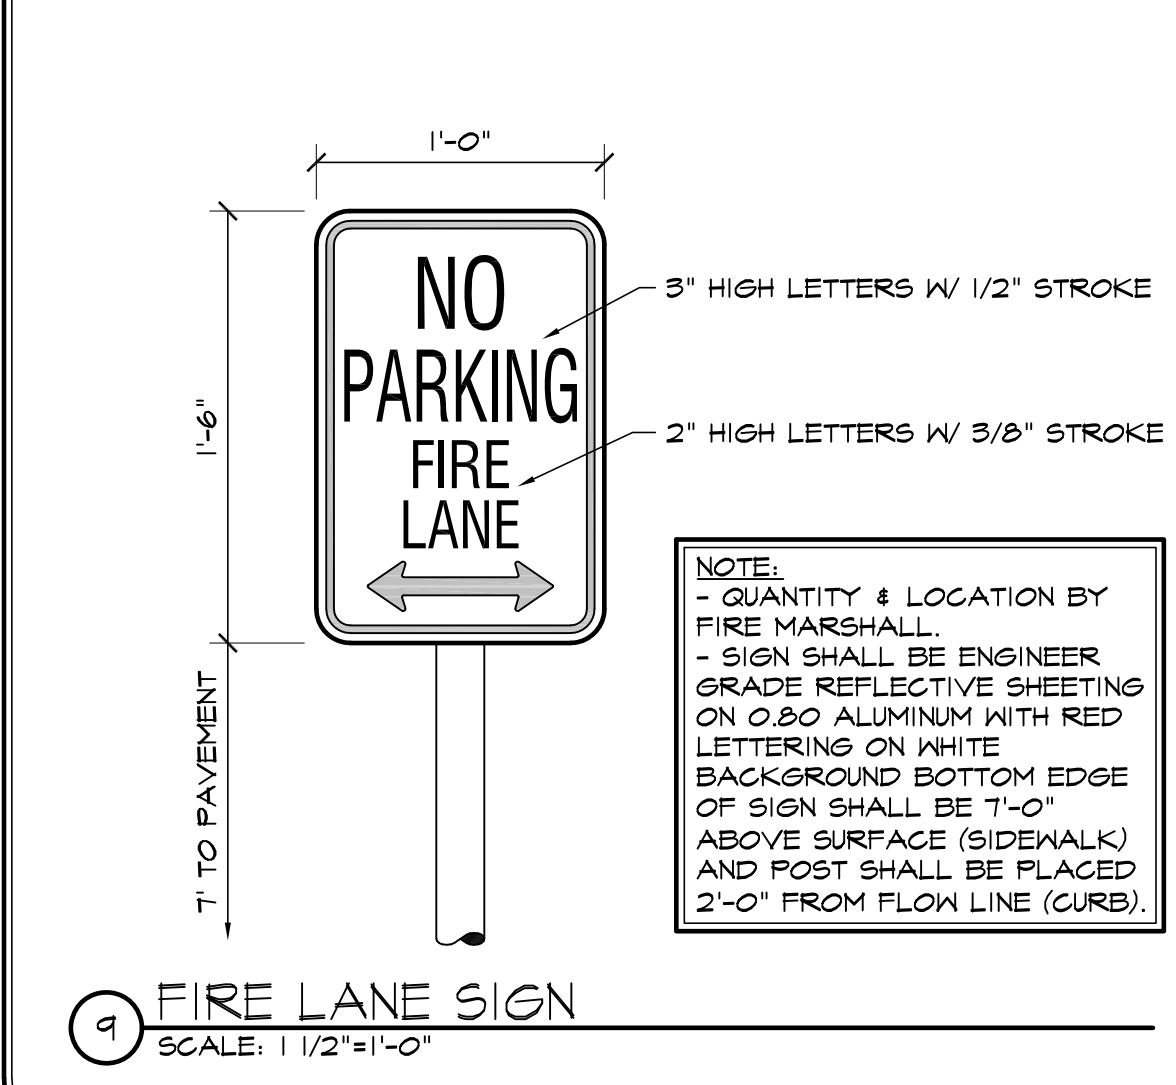 1'-0"
NO
PARKING
FIRE
LANE
3" HIGH LETTERS W/ 1/2" STROKE
2" HIGH LETTERS W/ 3/8" STROKE
1'-6"
7' TO PAVEMENT
NOTE:
- QUANTITY & LOCATION BY
FIRE MARSHALL.
- SIGN SHALL BE ENGINEER
GRADE REFLECTIVE SHEETING
ON 0.80 ALUMINUM WITH RED
LETTERING ON WHITE
BACKGROUND BOTTOM EDGE
OF SIGN SHALL BE 7'-0"
ABOVE SURFACE (SIDEWALK)
AND POST SHALL BE PLACED
2'-0" FROM FLOW LINE (CURB).
9
FIRE LANE SIGN
SCALE: 1 1/2"=1'-0"